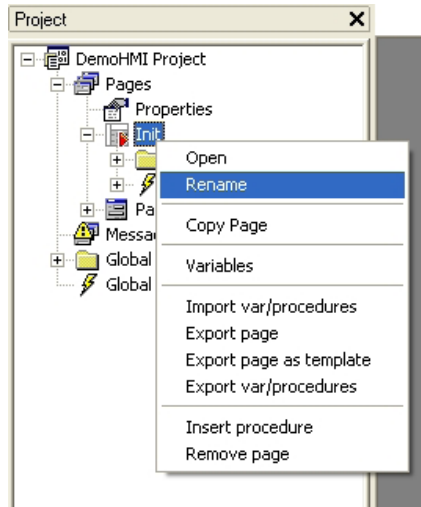 Project
DemoHMI Project
Pages
Properties
Init
Open
Rename
Pa
Copy Page
Messa
Global
Variables
Global
Import var/procedures
Export page
Export page as template
Export var/procedures
Insert procedure
Remove page